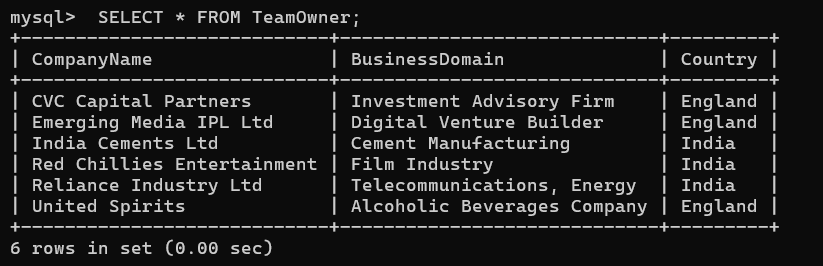 mysql>  SELECT * FROM TeamOwner;
+----------------------------+----------------------------+---------+
| CompanyName                | BusinessDomain             | Country |
+----------------------------+----------------------------+---------+
| CVC Capital Partners       | Investment Advisory Firm   | England |
| Emerging Media IPL Ltd     | Digital Venture Builder    | England |
| India Cements Ltd          | Cement Manufacturing       | India   |
| Red Chillies Entertainment | Film Industry              | India   |
| Reliance Industry Ltd      | Telecommunications, Energy | India   |
| United Spirits             | Alcoholic Beverages Company | England |
+----------------------------+----------------------------+---------+
6 rows in set (0.00 sec)